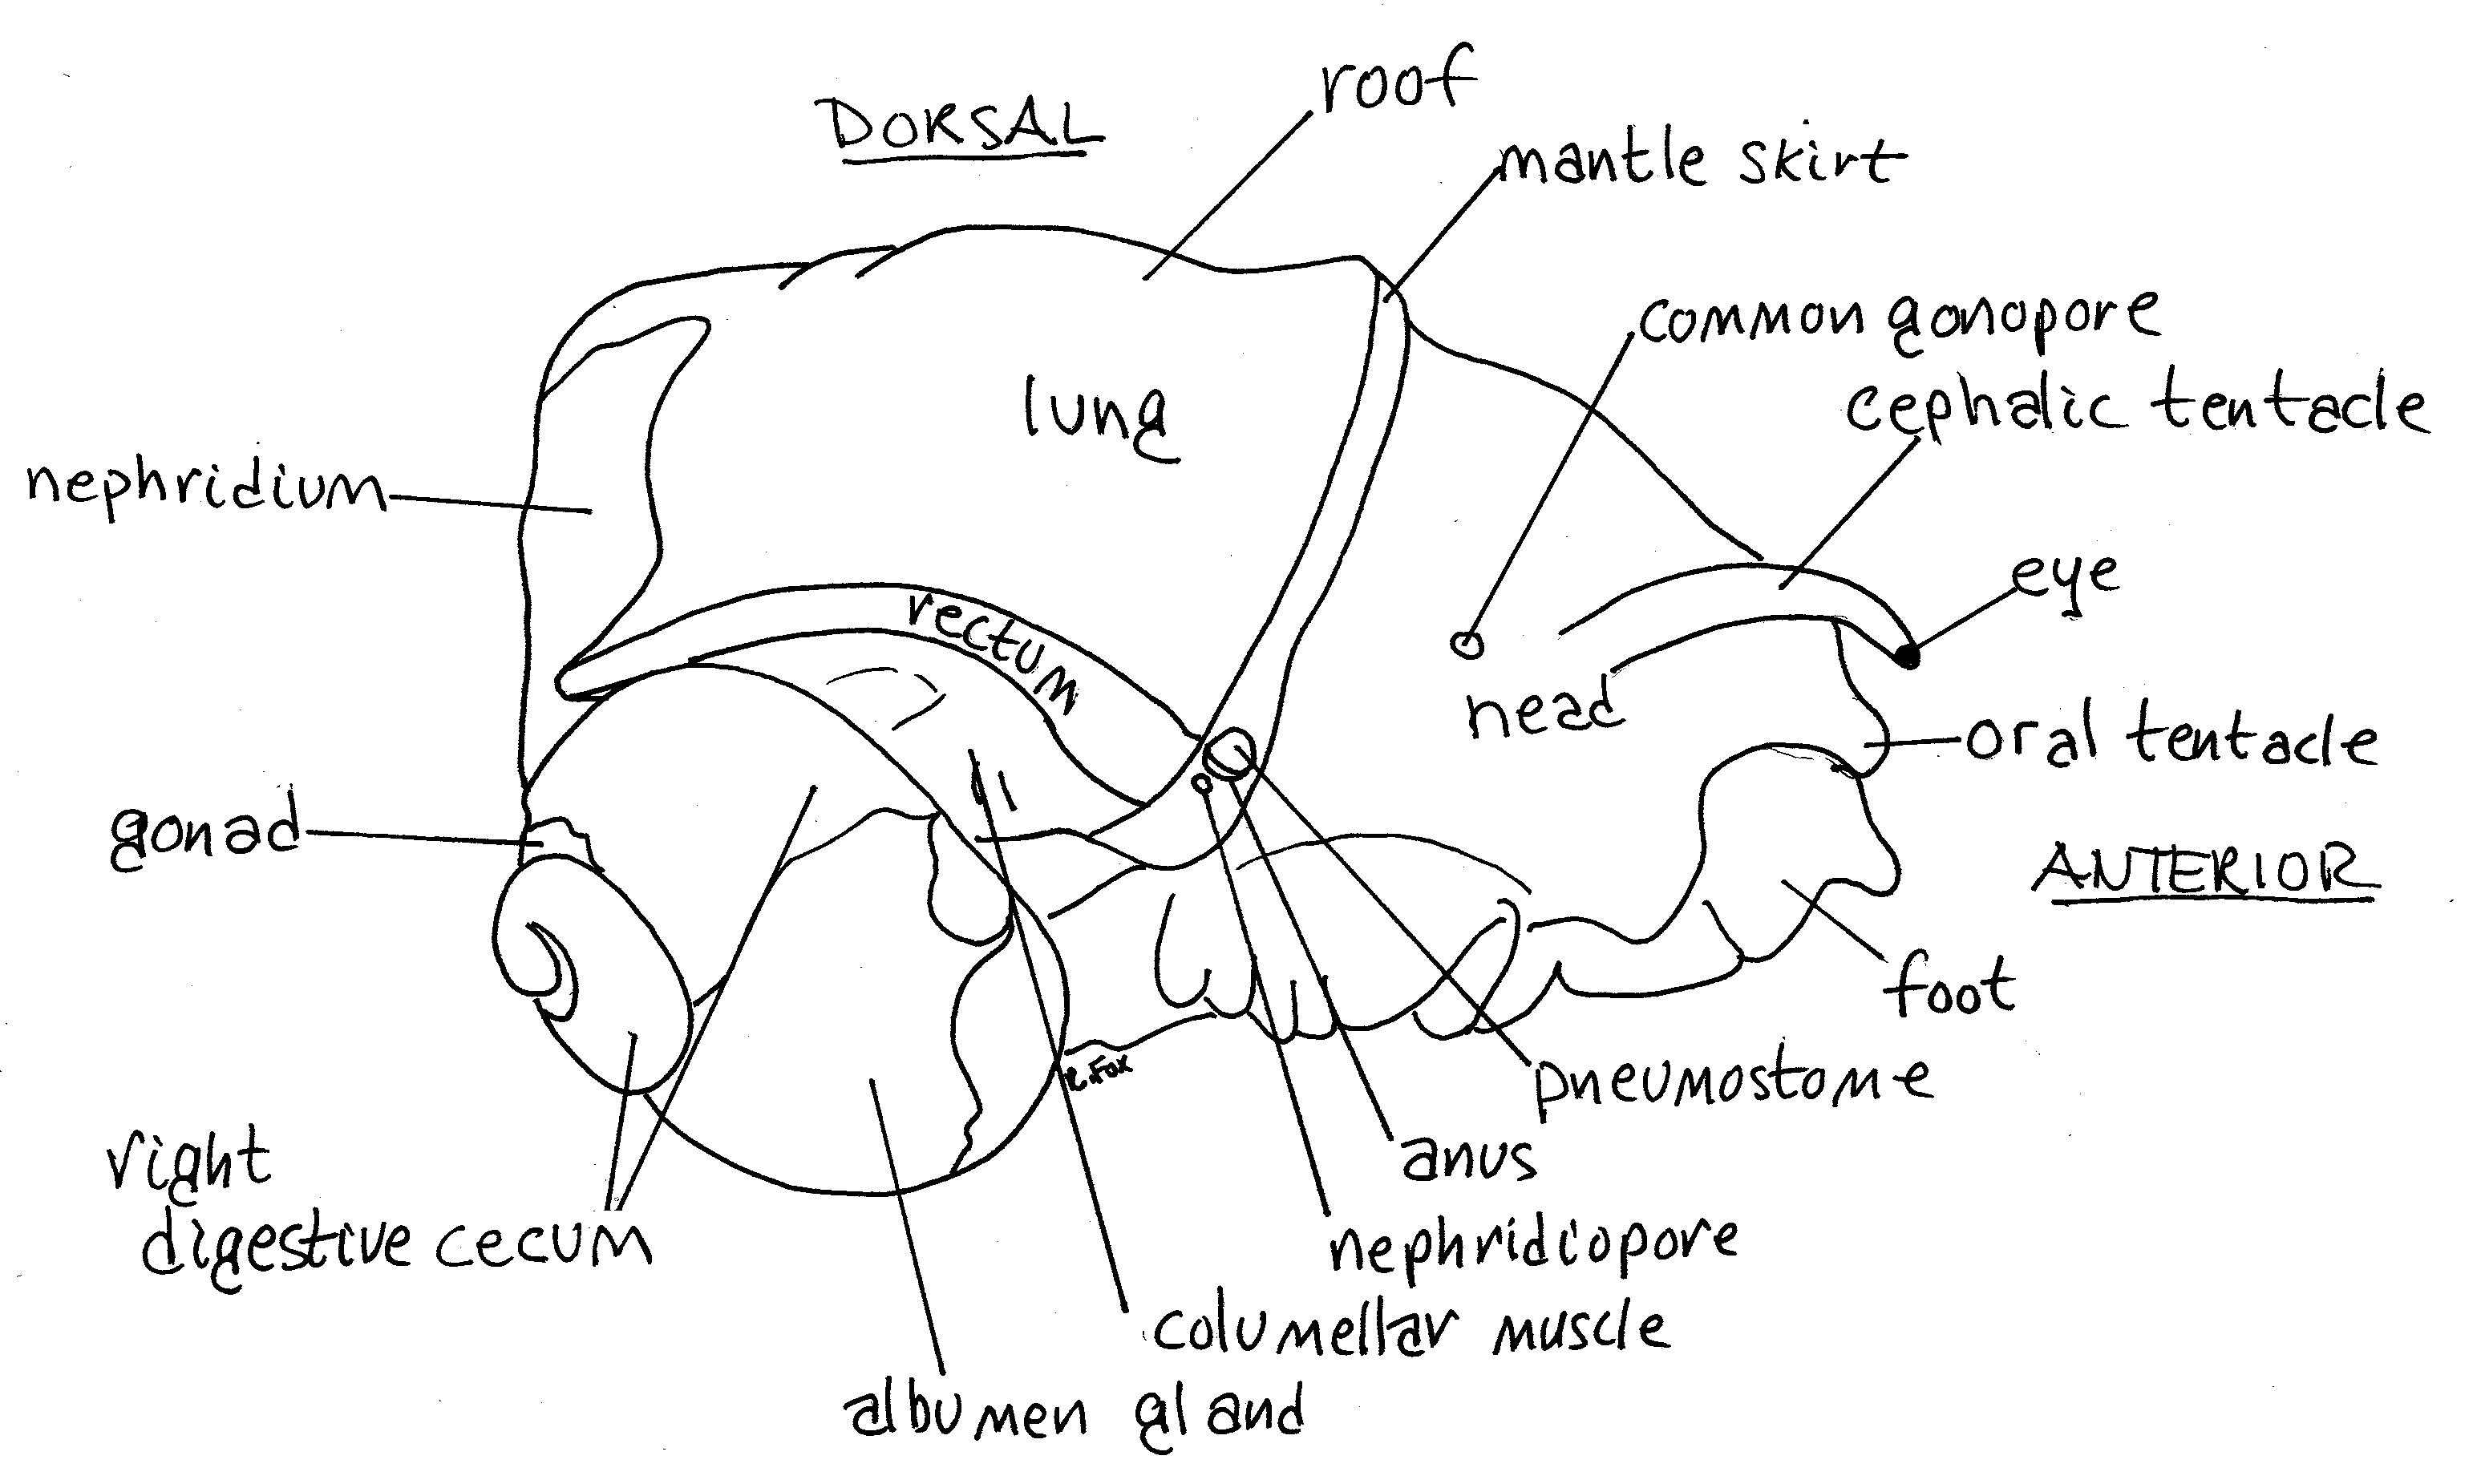 roof
DORSAL
mantle skirt
common gonopore
cephalic tentacle
lung
nephridium
eye
rectum
head
oral tentacle
gonad
ANTERIOR
foot
R.Fox
pneumostome
right
digestive cecum
anus
nephridiopore
columellar muscle
albumen gland